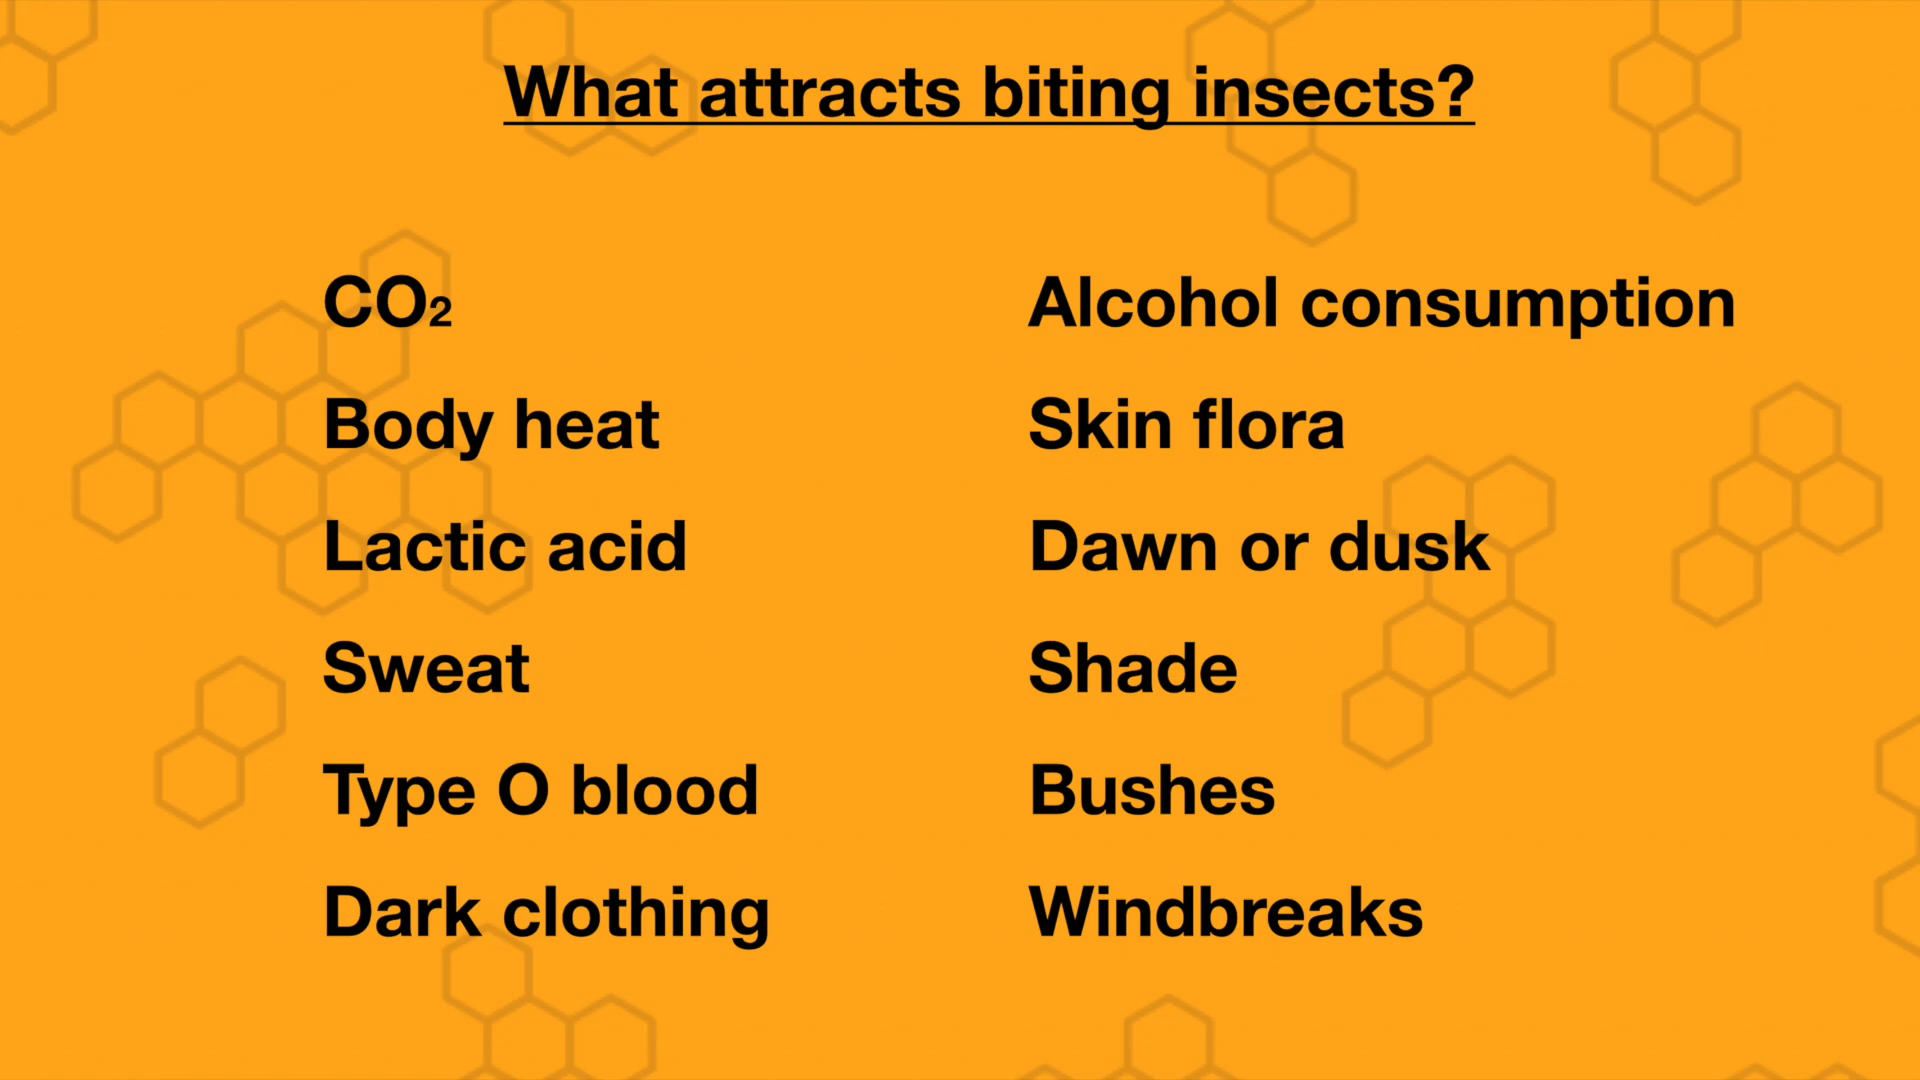 What attracts biting insects?
CO₂
Body heat
Lactic acid
Sweat
Type O blood
Dark clothing
Alcohol consumption
Skin flora
Dawn or dusk
Shade
Bushes
Windbreaks